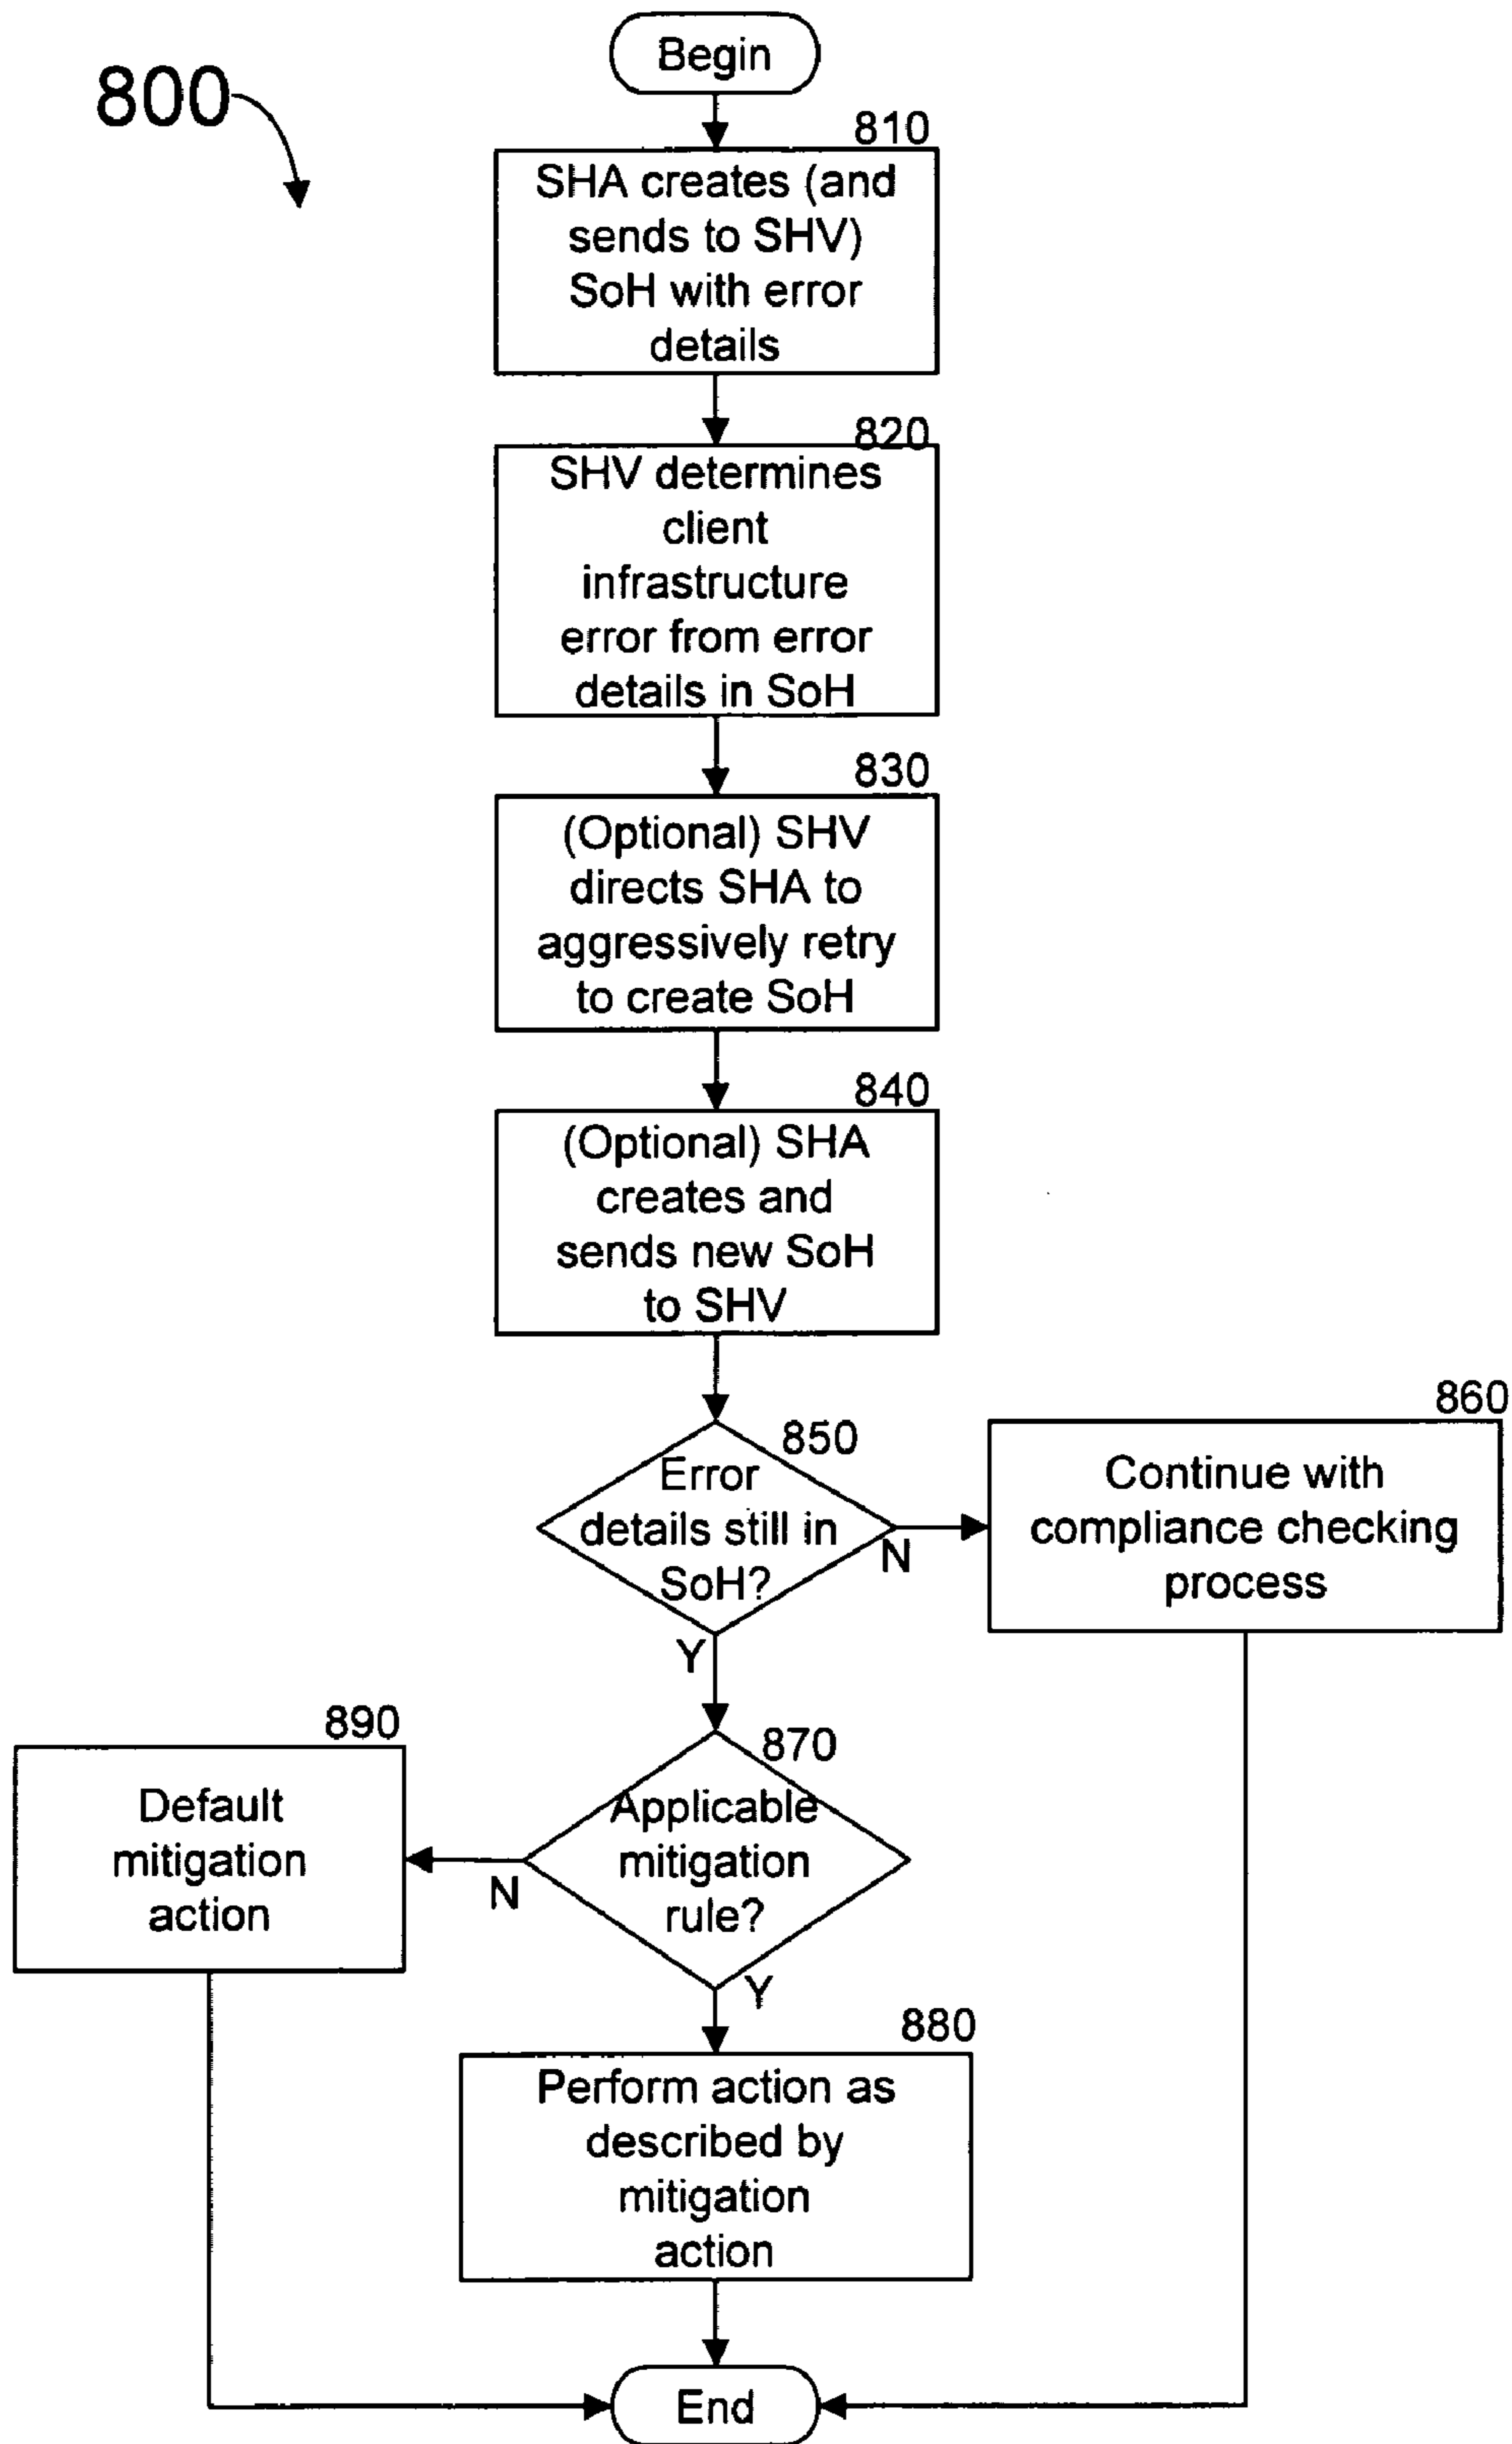 Begin
800
810
SHA creates (and
sends to SHV)
SoH with error
details
820
SHV determines
client
infrastructure
error from error
details in SoH
830
(Optional) SHV
directs SHA to
aggressively retry
to create SoH
840
(Optional) SHA
creates and
sends new SoH
to SHV
850
Error
details still in
SoH?
N
Y
860
Continue with
compliance checking
process
870
Applicable
mitigation
rule?
N
Y
890
Default
mitigation
action
880
Perform action as
described by
mitigation
action
End